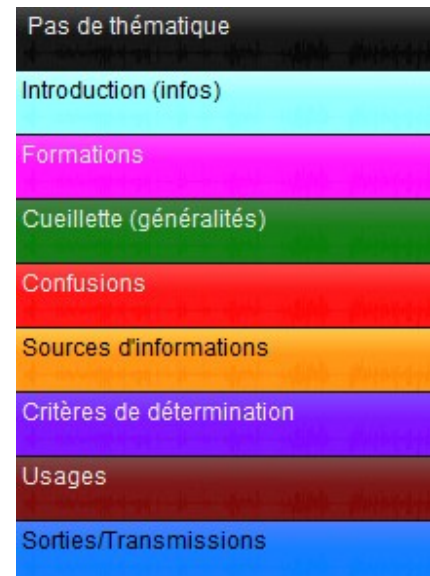 Pas de thématique
Introduction (infos)
Formations
Cueillette (généralités)
Confusions
Sources d'informations
Critères de détermination
Usages
Sorties/Transmissions